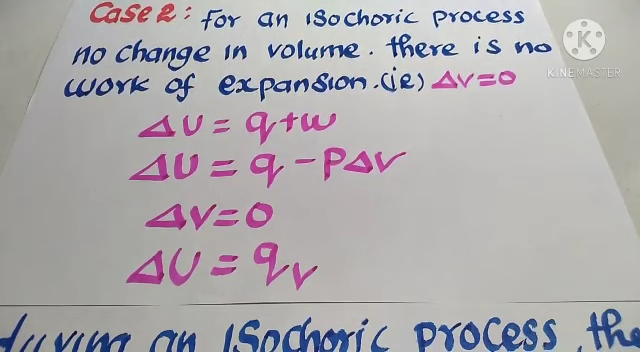 Case 2: For an isochoric process
no change in volume. there is no
work of expansion. (ie) ΔV=0
ΔU = q+w
ΔU = q - PΔV
ΔV=0
ΔU = qv
during an isochoric process, the
KINEMASTER